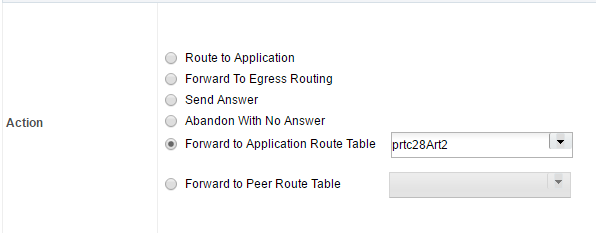 Route to Application
Forward To Egress Routing
Send Answer
Action
Abandon With No Answer
Forward to Application Route Table prtc28Art2
Forward to Peer Route Table